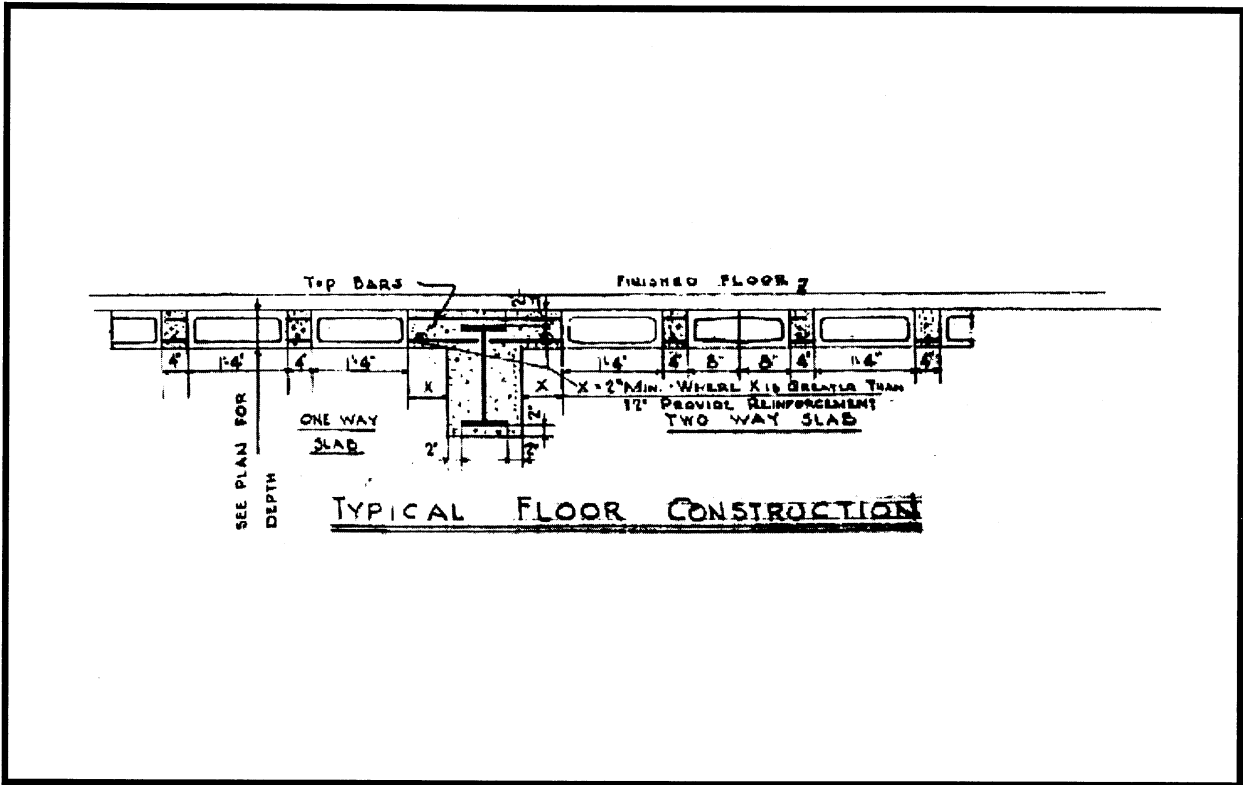 TOP BARS
FINISHED FLOOR
4" 1'-4" 4" 1'-4" 1'-4" 4" 8" 8" 4" 1'-4" 4"
X X X = 2" MIN. WHERE X IS GREATER THAN
12" PROVIDE REINFORCEMENT
ONE WAY
SLAB
TWO WAY SLAB
2"
2" 2"
SEE PLAN FOR
DEPTH
TYPICAL FLOOR CONSTRUCTION